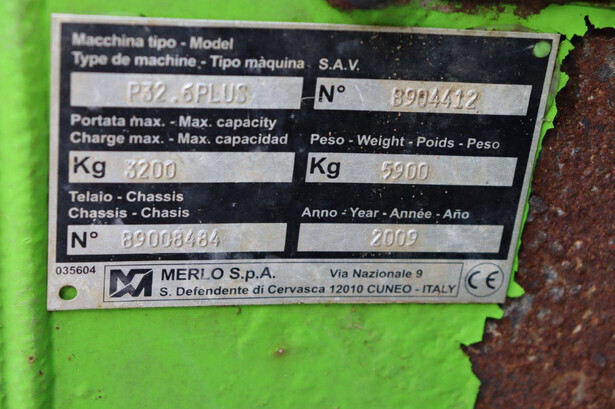 Macchina tipo - Model
Type de machine - Tipo màquina S.A.V.
P32.6PLUS N° B904412
Portata max. - Max. capacity
Charge max. - Max. capacidad Peso - Weight - Poids - Peso
Kg 3200 Kg 5900
Telaio - Chassis
Chassis - Chasis Anno - Year - Année - Año
N° B9008484 2009
035604 MERLO S.p.A. Via Nazionale 9 CE
S. Defendente di Cervasca 12010 CUNEO - ITALY